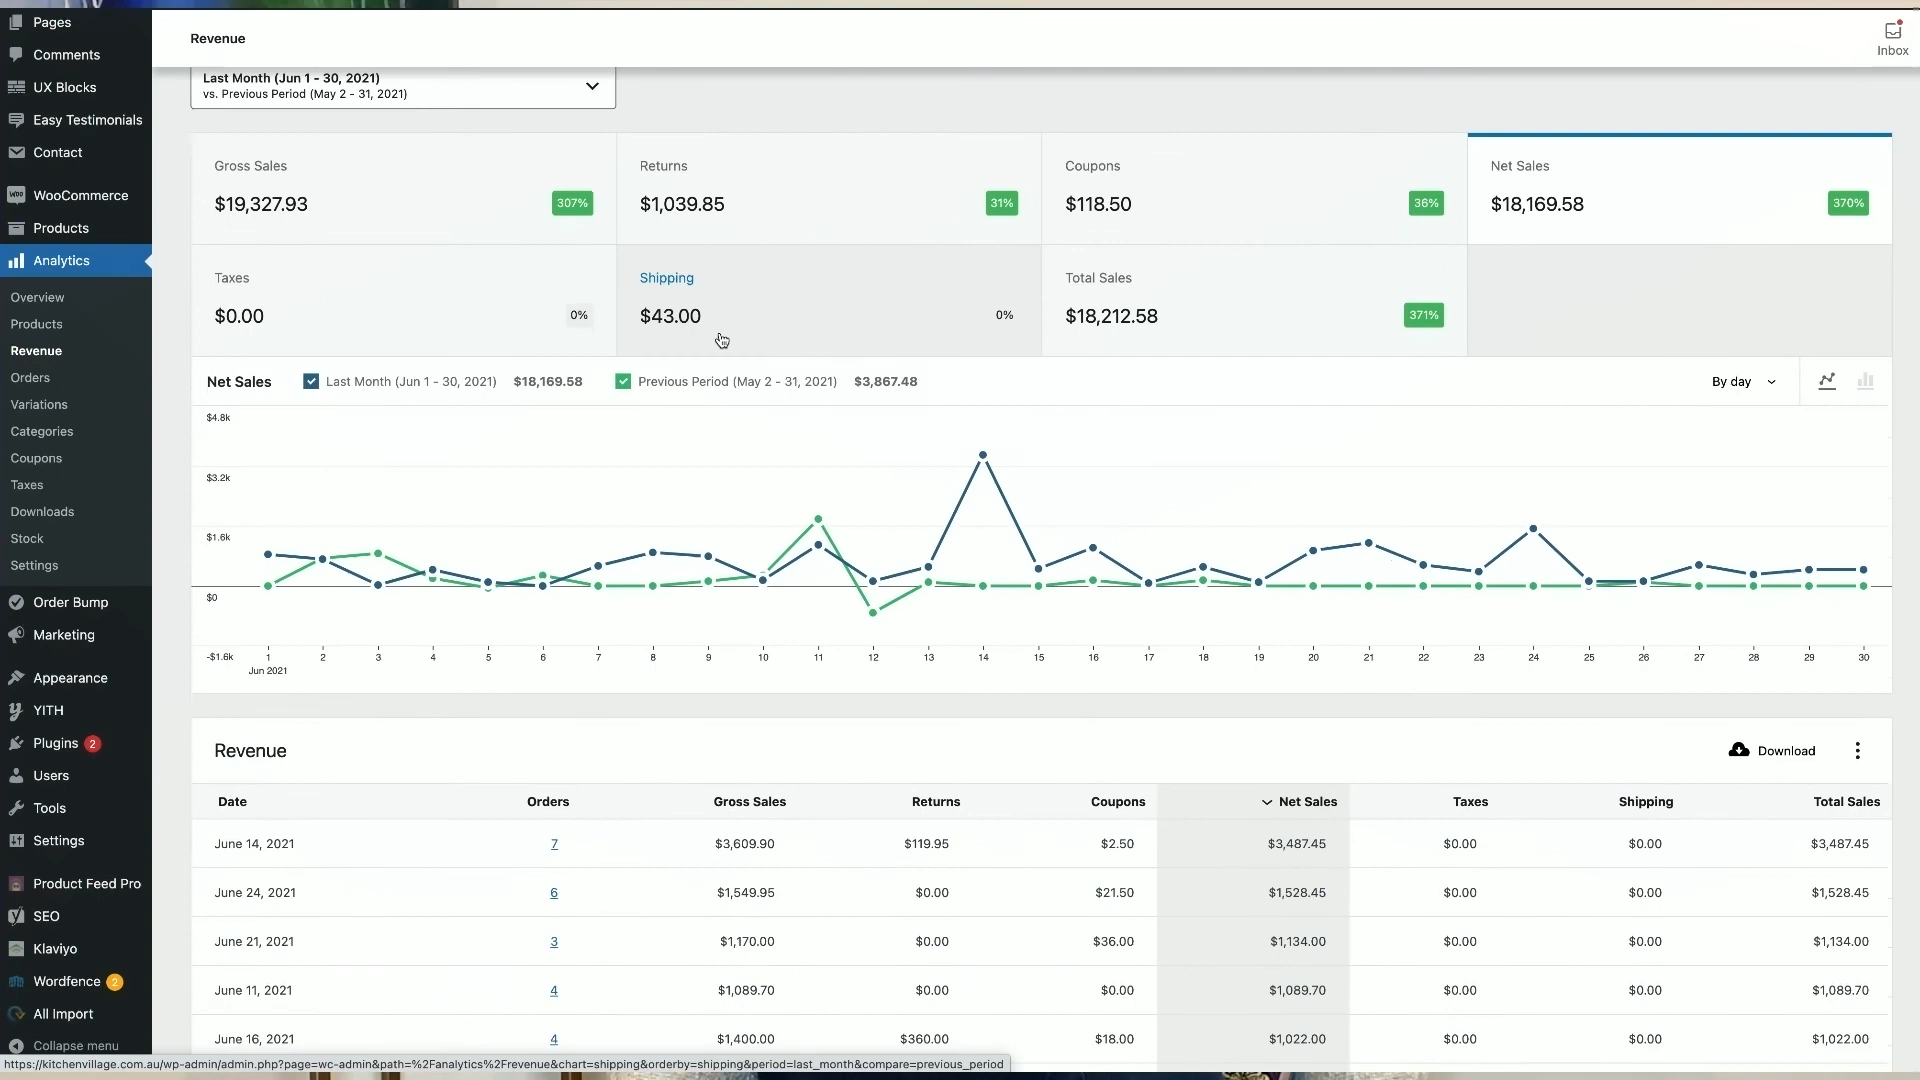 Pages
Comments
UX Blocks
Easy Testimonials
Contact
WooCommerce
Products
Analytics
Overview
Products
Revenue
Orders
Variations
Categories
Coupons
Taxes
Downloads
Stock
Settings
Order Bump
Marketing
Appearance
YITH
Plugins 2
Users
Tools
Settings
Product Feed Pro
SEO
Klaviyo
Wordfence 2
All Import
Collapse menu
Revenue
Inbox
Last Month (Jun 1 - 30, 2021)
vs. Previous Period (May 2 - 31, 2021)
Gross Sales
$19,327.93 307%
Returns
$1,039.85 31%
Coupons
$118.50 36%
Net Sales
$18,169.58 370%
Taxes
$0.00 0%
Shipping
$43.00 0%
Total Sales
$18,212.58 371%
Net Sales Last Month (Jun 1 - 30, 2021) $18,169.58 Previous Period (May 2 - 31, 2021) $3,867.48 By day
$4.8k
$3.2k
$1.6k
$0
-$1.6k
1 2 3 4 5 6 7 8 9 10 11 12 13 14 15 16 17 18 19 20 21 22 23 24 25 26 27 28 29 30
Jun 2021
Revenue Download
Date Orders Gross Sales Returns Coupons Net Sales Taxes Shipping Total Sales
June 14, 2021 7 $3,609.90 $119.95 $2.50 $3,487.45 $0.00 $0.00 $3,487.45
June 24, 2021 6 $1,549.95 $0.00 $21.50 $1,528.45 $0.00 $0.00 $1,528.45
June 21, 2021 3 $1,170.00 $0.00 $36.00 $1,134.00 $0.00 $0.00 $1,134.00
June 11, 2021 4 $1,089.70 $0.00 $0.00 $1,089.70 $0.00 $0.00 $1,089.70
June 16, 2021 4 $1,400.00 $360.00 $18.00 $1,022.00 $0.00 $0.00 $1,022.00
https://kitchenvillage.com.au/wp-admin/admin.php?page=wc-admin&path=%2Fanalytics%2Frevenue&chart=shipping&orderby=shipping&period=last_month&compare=previous_period